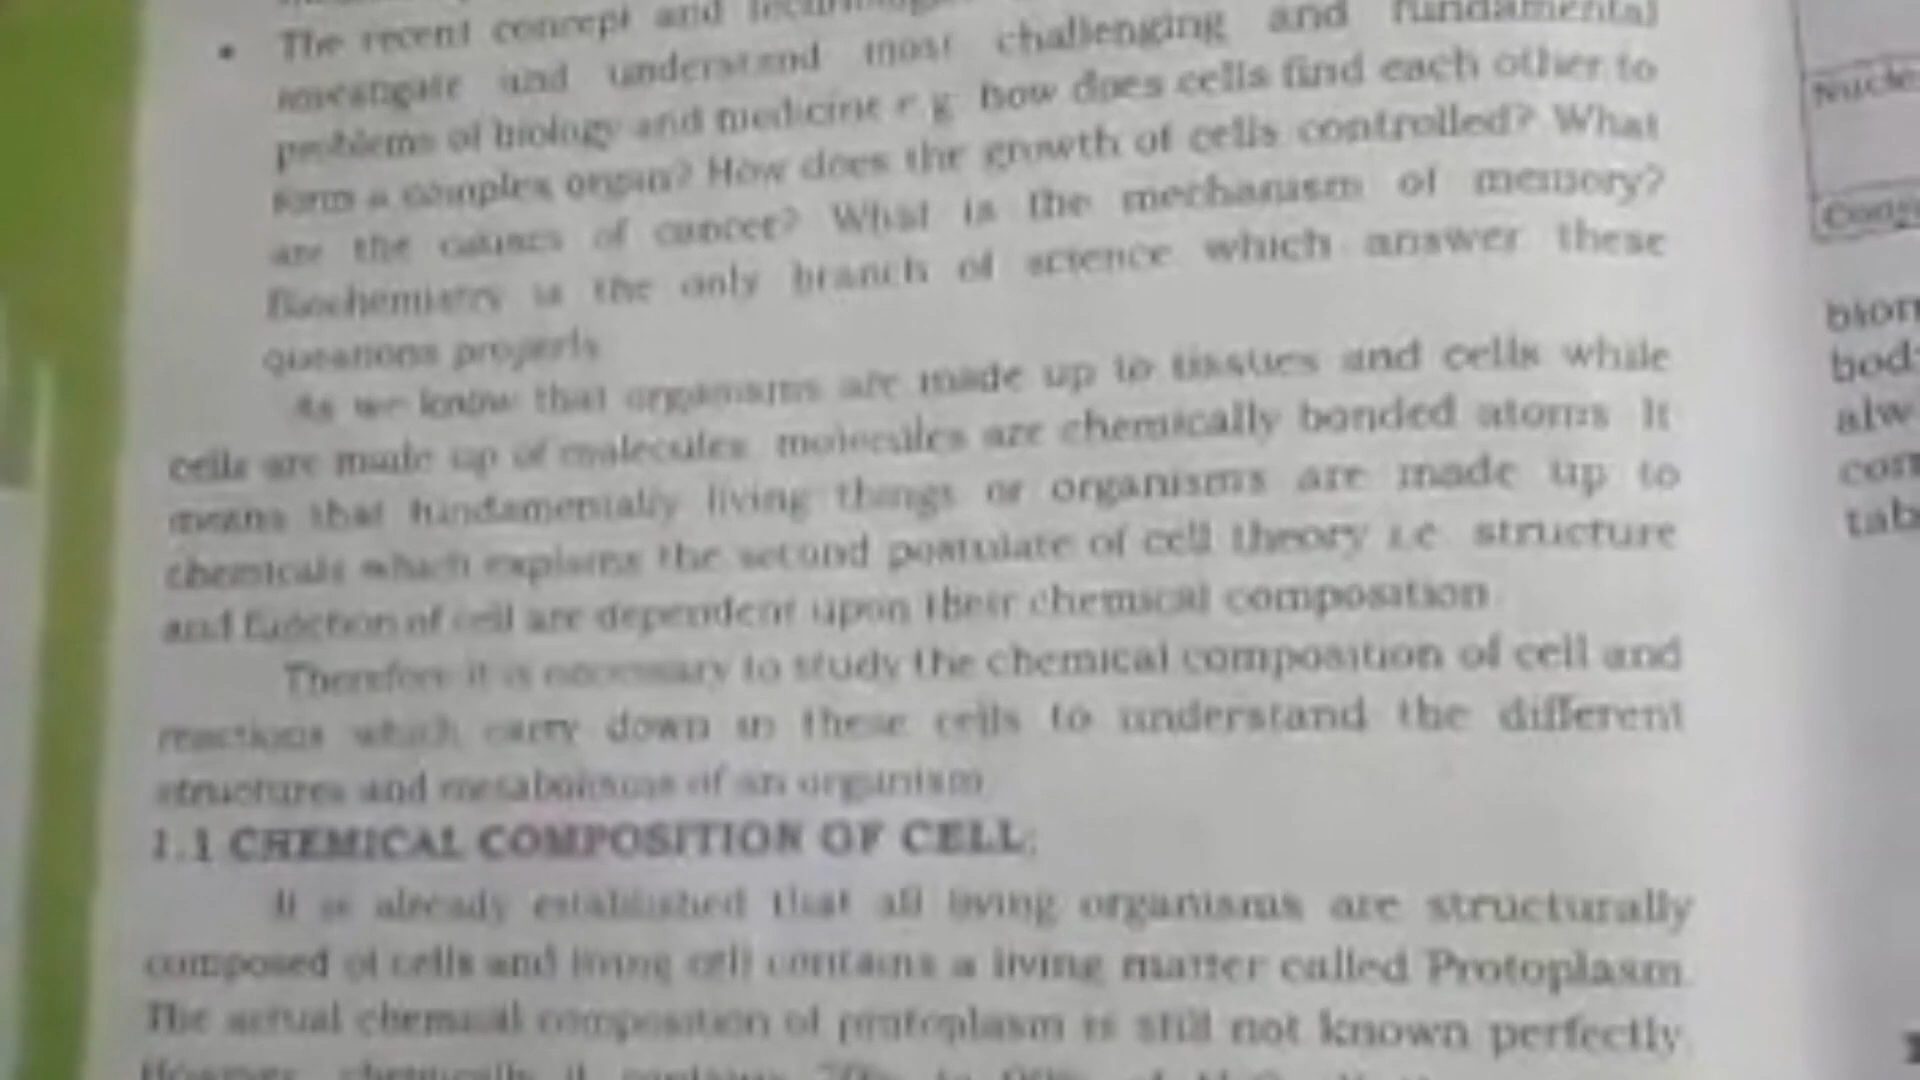 • The recent concept and
investigate and understand most challenging and fundamental
problems of biology and medicine e.g. how does cells find each other to
form a complex organ? How does the growth of cells controlled? What
are the causes of cancer? What is the mechanism of memory?
Biochemistry is the only branch of science which answer these
questions properly.
As we know that organisms are made up to tissues and cells while
cells are made up of molecules, molecules are chemically bonded atoms. It
means that fundamentally living things or organisms are made up to
chemicals which explains the second postulate of cell theory i.e. structure
and function of cell are dependent upon their chemical composition.
Therefore it is necessary to study the chemical composition of cell and
reactions which carry down in these cells to understand the different
structures and metabolisms of an organism
1.1 CHEMICAL COMPOSITION OF CELL:
It is already established that all living organisms are structurally
composed of cells and living cell contains a living matter called Protoplasm.
The actual chemical composition of protoplasm is still not known perfectly.
However, chemically it contains 70% to 90% of